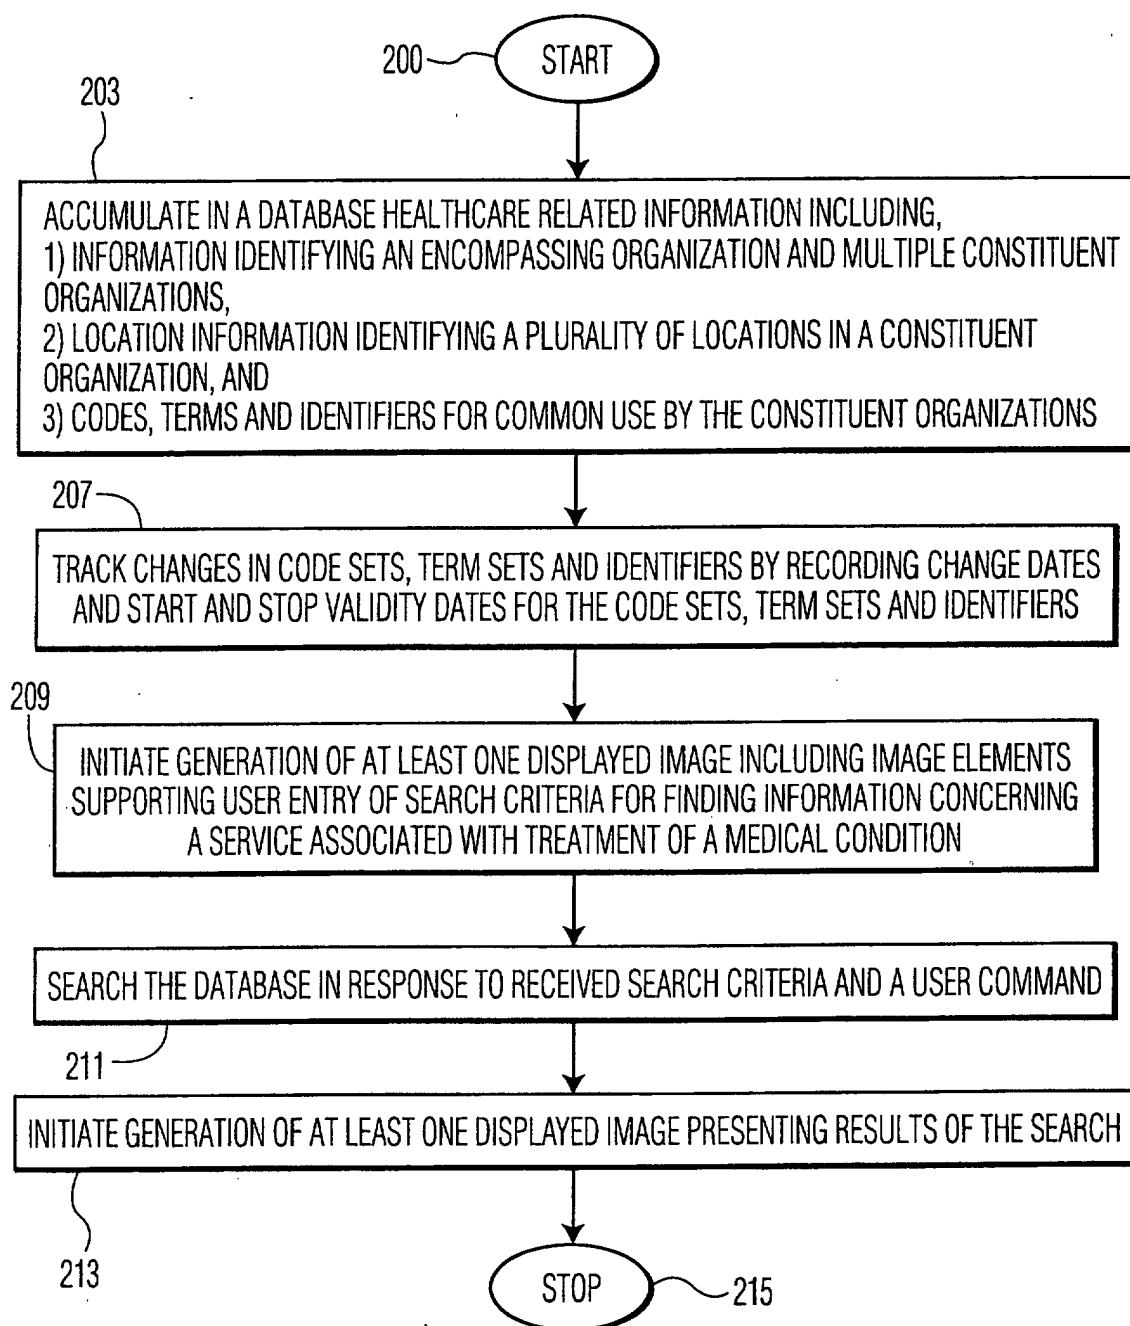 200
START
203
ACCUMULATE IN A DATABASE HEALTHCARE RELATED INFORMATION INCLUDING,
1) INFORMATION IDENTIFYING AN ENCOMPASSING ORGANIZATION AND MULTIPLE CONSTITUENT
ORGANIZATIONS,
2) LOCATION INFORMATION IDENTIFYING A PLURALITY OF LOCATIONS IN A CONSTITUENT
ORGANIZATION, AND
3) CODES, TERMS AND IDENTIFIERS FOR COMMON USE BY THE CONSTITUENT ORGANIZATIONS
207
TRACK CHANGES IN CODE SETS, TERM SETS AND IDENTIFIERS BY RECORDING CHANGE DATES
AND START AND STOP VALIDITY DATES FOR THE CODE SETS, TERM SETS AND IDENTIFIERS
209
INITIATE GENERATION OF AT LEAST ONE DISPLAYED IMAGE INCLUDING IMAGE ELEMENTS
SUPPORTING USER ENTRY OF SEARCH CRITERIA FOR FINDING INFORMATION CONCERNING
A SERVICE ASSOCIATED WITH TREATMENT OF A MEDICAL CONDITION
SEARCH THE DATABASE IN RESPONSE TO RECEIVED SEARCH CRITERIA AND A USER COMMAND
211
INITIATE GENERATION OF AT LEAST ONE DISPLAYED IMAGE PRESENTING RESULTS OF THE SEARCH
213
STOP
215